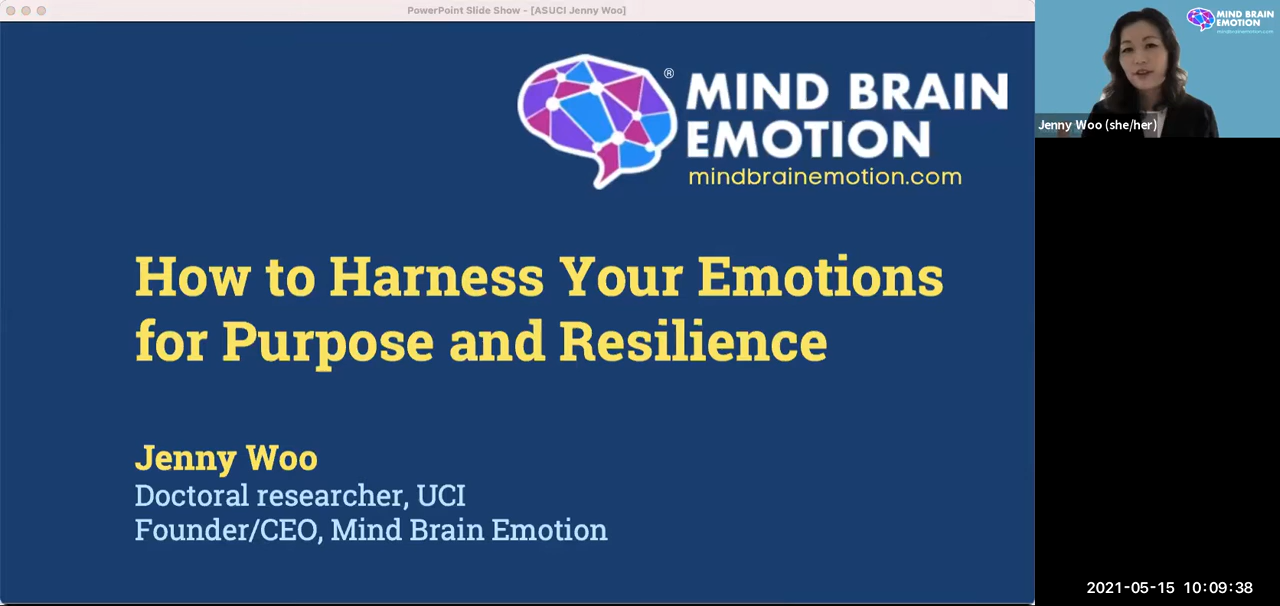 PowerPoint Slide Show - [ASUCI Jenny Woo]
® MIND BRAIN
EMOTION
mindbrainemotion.com
How to Harness Your Emotions
for Purpose and Resilience
Jenny Woo
Doctoral researcher, UCI
Founder/CEO, Mind Brain Emotion
MIND BRAIN
EMOTION
mindbrainemotion.com
Jenny Woo (she/her)
2021-05-15 10:09:38